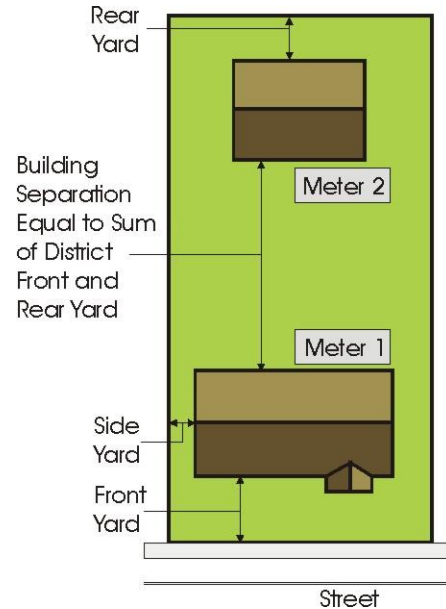 Rear
Yard
Building
Separation
Equal to Sum
of District
Front and
Rear Yard
Meter 2
Meter 1
Side
Yard
Front
Yard
Street